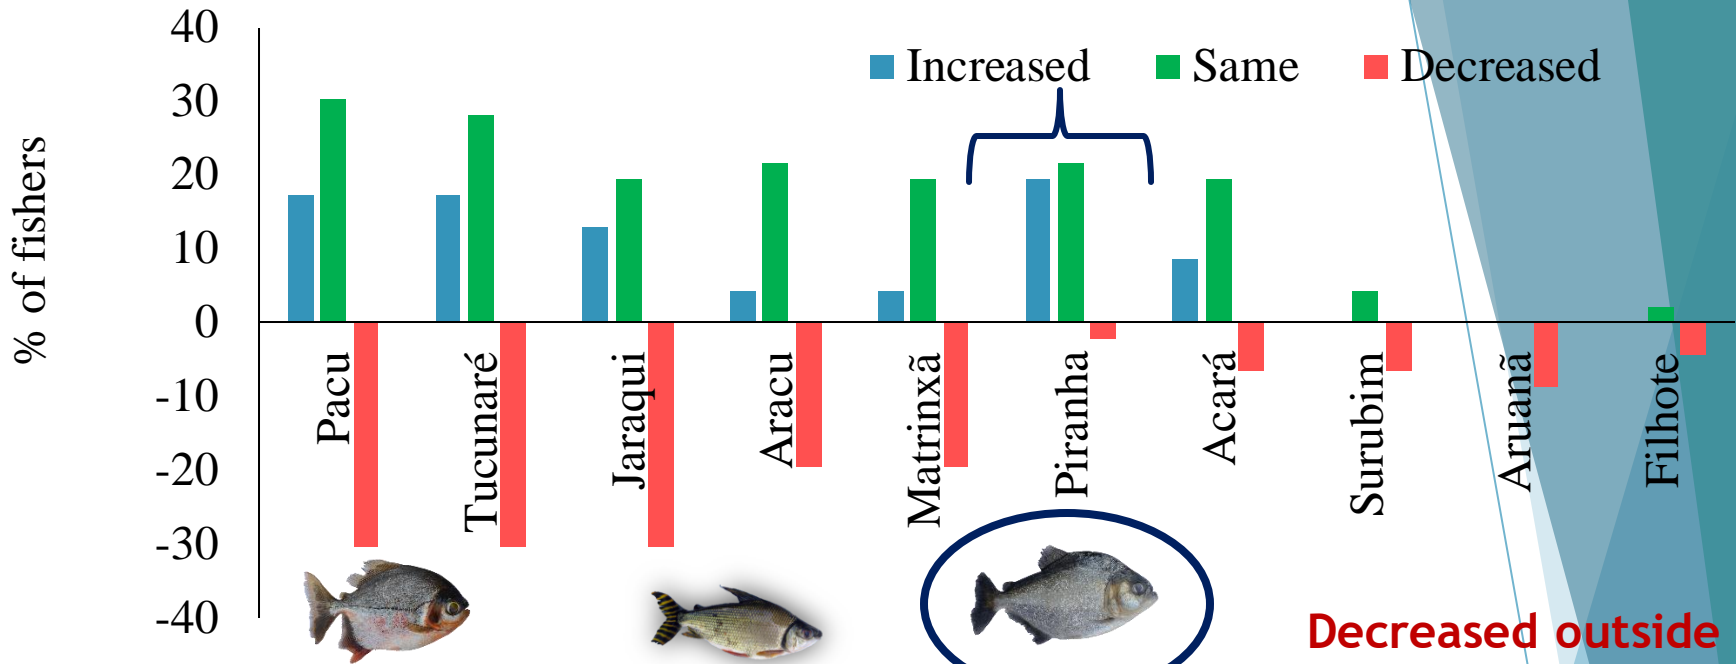 40
Increased
Same
Decreased
30
20
10
0
-10
-20
-30
-40
% of fishers
Pacu
Tucunaré
Jaraqui
Aracu
Matrinxã
Piranha
Acará
Surubim
Aruanã
Filhote
Decreased outside